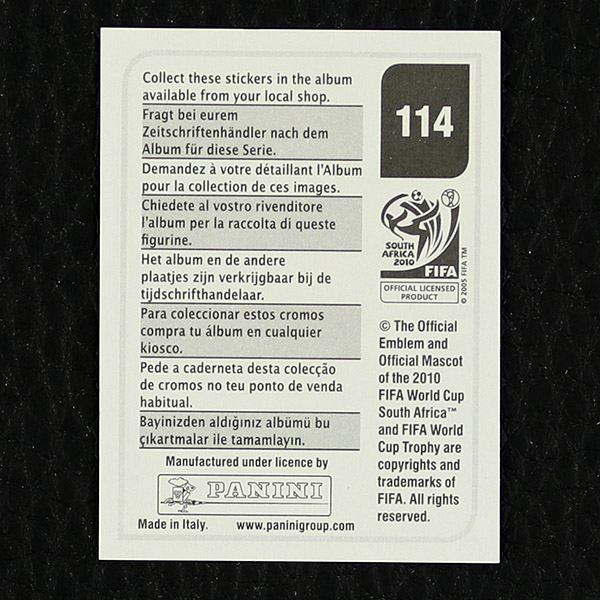 Collect these stickers in the album
available from your local shop.
Fragt bei eurem
Zeitschriftenhändler nach dem
Album für diese Serie.
Demandez à votre détaillant l'Album
pour la collection de ces images.
Chiedete al vostro rivenditore
l'album per la raccolta di queste
figurine.
Het album en de andere
plaatjes zijn verkrijgbaar bij de
tijdschrifthandelaar.
Para coleccionar estos cromos
compra tu álbum en cualquier
kiosco.
Pede a caderneta desta colecção
de cromos no teu ponto de venda
habitual.
Bayinizden aldığınız albümü bu
çıkartmalar ile tamamlayın.
Manufactured under licence by
PANINI
Made in Italy. www.paninigroup.com
114
SOUTH
AFRICA
2010
FIFA
OFFICIAL LICENSED
PRODUCT
© 2005 FIFA TM
© The Official
Emblem and
Official Mascot
of the 2010
FIFA World Cup
South Africa™
and FIFA World
Cup Trophy are
copyrights and
trademarks of
FIFA. All rights
reserved.